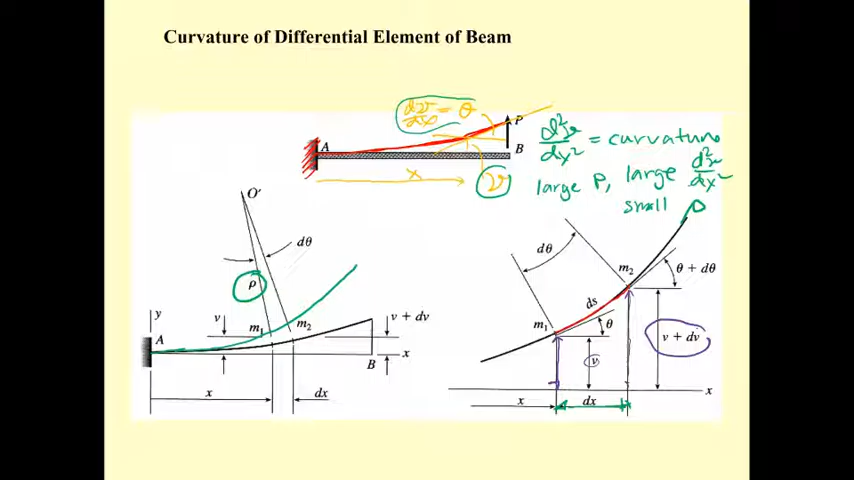 Curvature of Differential Element of Beam
dv/dx = θ
P
A
B
x
v
d²v/dx² = curvature
large P, large d²v/dx²
small ρ
O'
dθ
ρ
y
v
m₁
m₂
v + dv
A
x
B
x
dx
dθ
m₂
θ + dθ
ds
m₁
θ
v
v + dv
x
x
dx